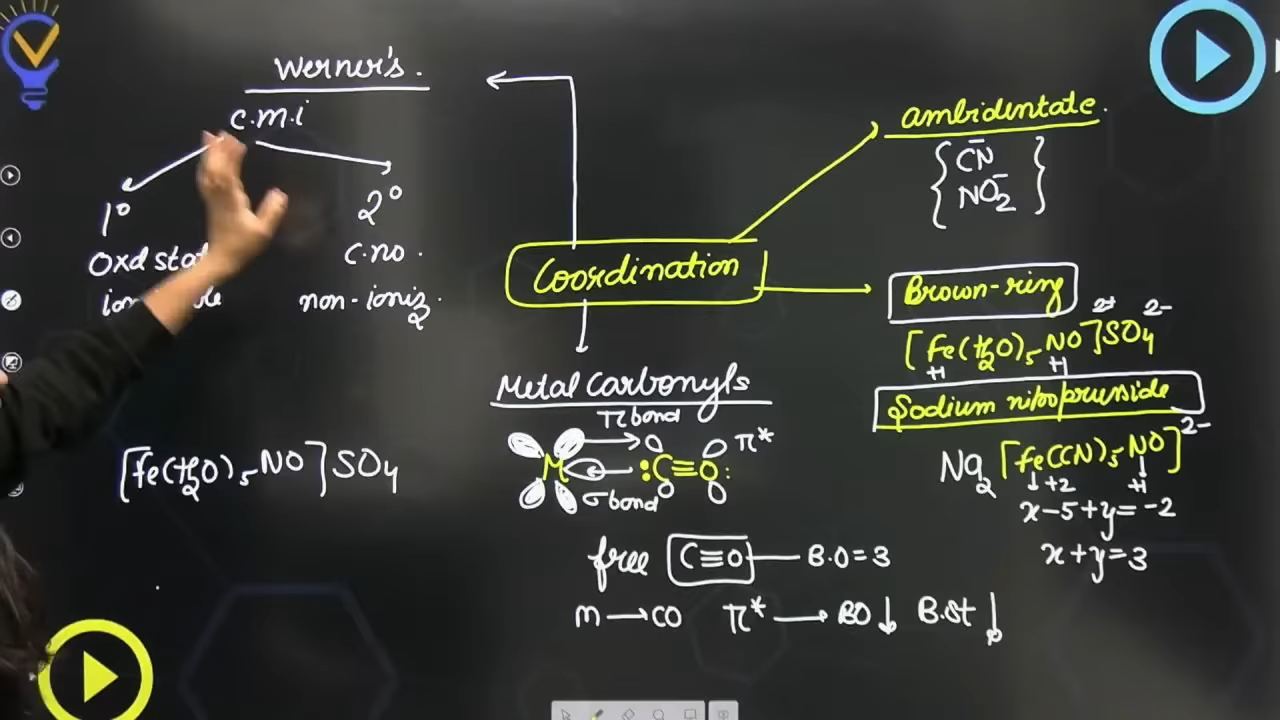 Werner's.
c.m.i
1° 2°
Oxd c.no.
non-ioniz.
[Fe(H2O)5NO]SO4
Coordination
ambidentate.
{CN⁻
NO2⁻}
Brown-ring
[Fe(H2O)5NO]SO4
2+ 2-
+1 +1
Sodium nitoprusside
Na2[Fe(CN)5NO]2-
+2 +1
x-5+y=-2
x+y=3
Metal Carbonyls
π bond
π*
M :C≡O:
σ bond
free C≡O B.O=3
M→CO π*→BO↓ B.St↓